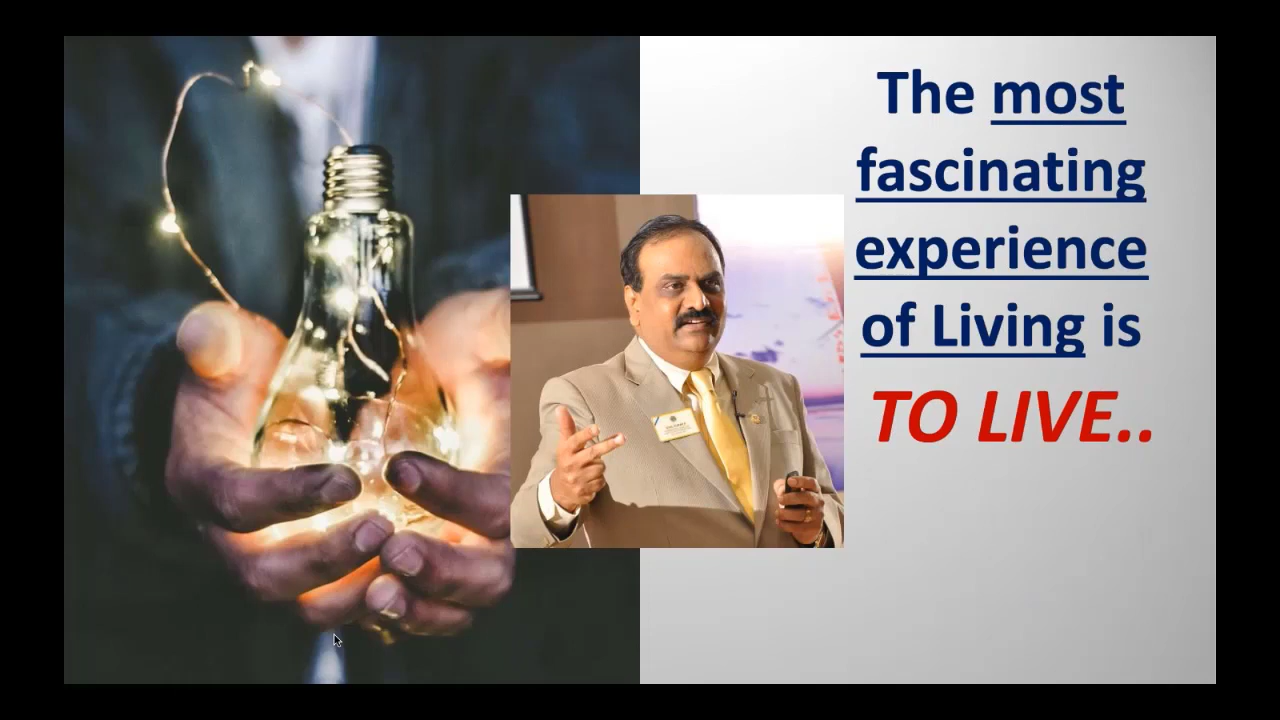 The most
fascinating
experience
of Living is
TO LIVE..